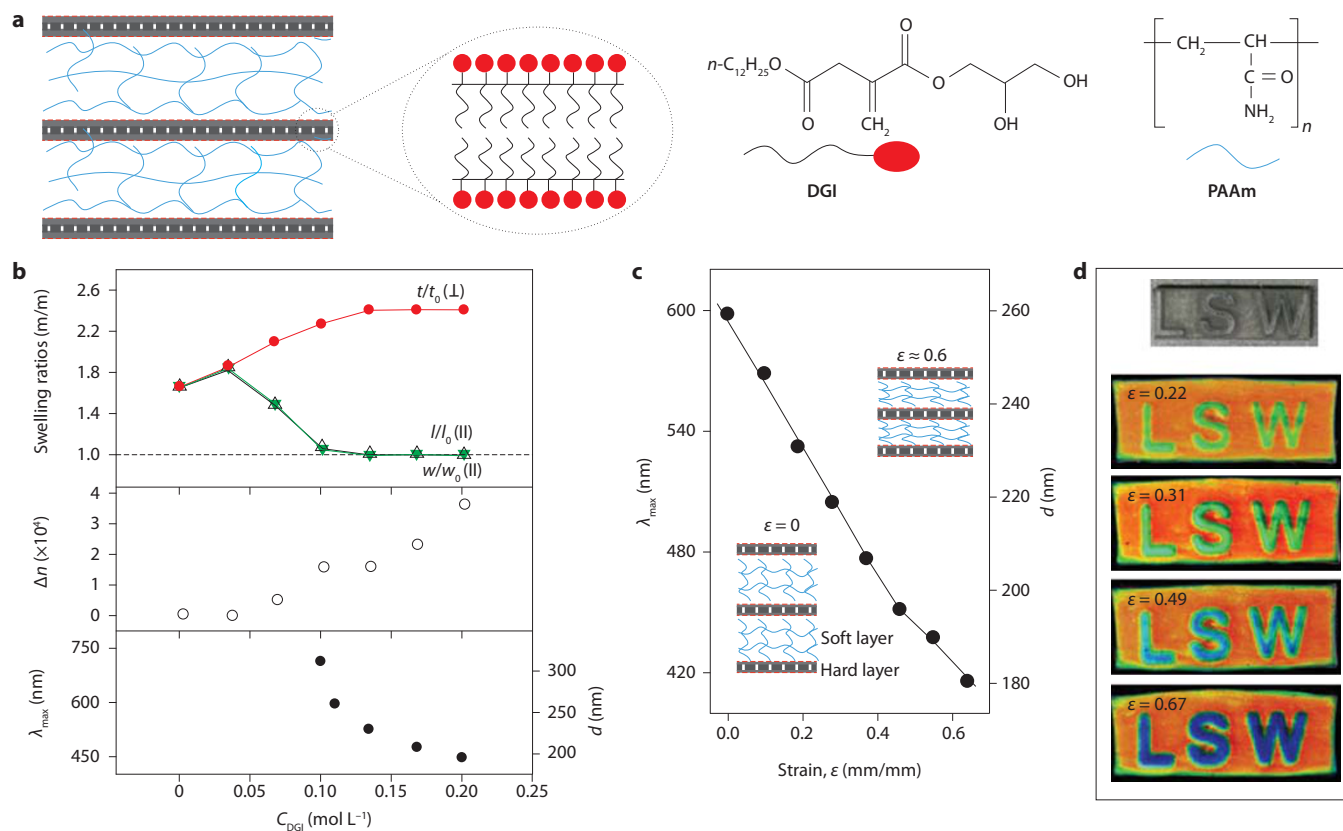 a
n-C₁₂H₂₅O
O
O
O
CH₂
OH
OH
DGI
CH₂
CH
C
O
NH₂
n
PAAm
b
Swelling ratios (m/m)
2.6
2.2
1.8
1.4
1.0
t/t₀ (⊥)
l/l₀ (II)
w/w₀ (II)
Δn (×10⁴)
4
3
2
1
0
λmax (nm)
750
600
450
d (nm)
300
250
200
0
0.05
0.10
0.15
0.20
0.25
C_DGI (mol L⁻¹)
c
λmax (nm)
600
540
480
420
ε ≈ 0.6
ε = 0
Soft layer
Hard layer
d (nm)
260
240
220
200
180
0.0
0.2
0.4
0.6
Strain, ε (mm/mm)
d
LSW
ε = 0.22
LSW
ε = 0.31
LSW
ε = 0.49
LSW
ε = 0.67
LSW